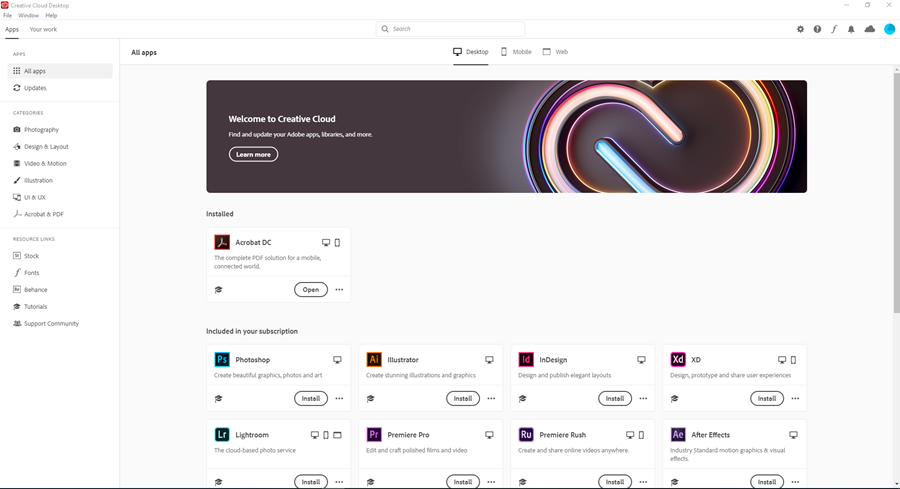 Creative Cloud Desktop
File Window Help
Apps Your work
Search
APPS
All apps
Updates
CATEGORIES
Photography
Design & Layout
Video & Motion
Illustration
UI & UX
Acrobat & PDF
RESOURCE LINKS
St Stock
Fonts
Bē Behance
Tutorials
Support Community
All apps
Desktop Mobile Web
Welcome to Creative Cloud
Find and update your Adobe apps, libraries, and more.
Learn more
Installed
Acrobat DC
The complete PDF solution for a mobile,
connected world.
Open
Included in your subscription
Ps Photoshop
Create beautiful graphics, photos and art
Install
Ai Illustrator
Create stunning illustrations and graphics
Install
Id InDesign
Design and publish elegant layouts
Install
Xd XD
Design, prototype and share user experiences
Install
Lr Lightroom
The cloud-based photo service
Install
Pr Premiere Pro
Edit and craft polished films and video
Install
Ru Premiere Rush
Create and share online videos anywhere.
Install
Ae After Effects
Industry Standard motion graphics & visual
effects.
Install